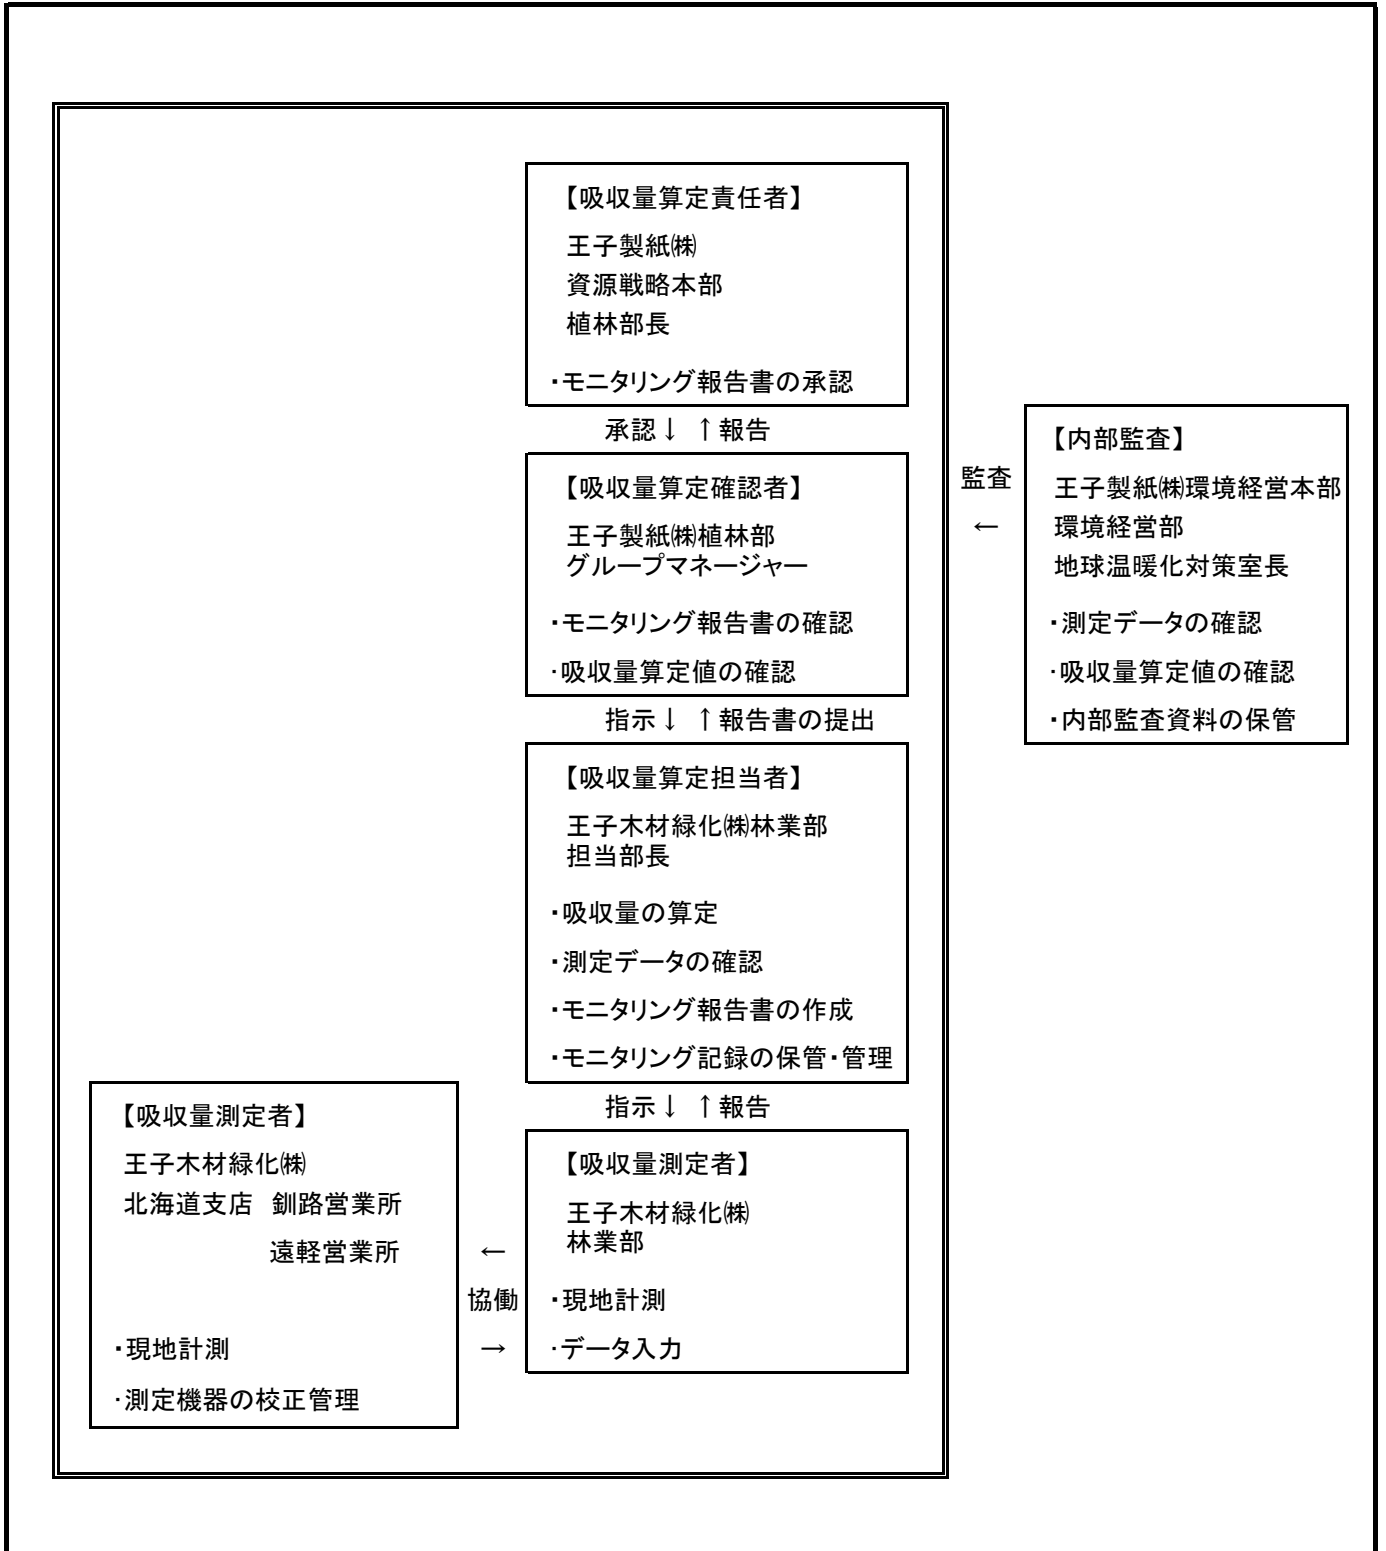 【吸収量算定責任者】
王子製紙㈱
資源戦略本部
植林部長
・モニタリング報告書の承認
承認↓ ↑報告
【吸収量算定確認者】
王子製紙㈱植林部
グループマネージャー
・モニタリング報告書の確認
・吸収量算定値の確認
監査
←
【内部監査】
王子製紙㈱環境経営本部
環境経営部
地球温暖化対策室長
・測定データの確認
・吸収量算定値の確認
・内部監査資料の保管
指示↓ ↑報告書の提出
【吸収量算定担当者】
王子木材緑化㈱林業部
担当部長
・吸収量の算定
・測定データの確認
・モニタリング報告書の作成
・モニタリング記録の保管・管理
指示↓ ↑報告
【吸収量測定者】
王子木材緑化㈱
北海道支店 釧路営業所
遠軽営業所
・現地計測
・測定機器の校正管理
←
協働
→
【吸収量測定者】
王子木材緑化㈱
林業部
・現地計測
・データ入力